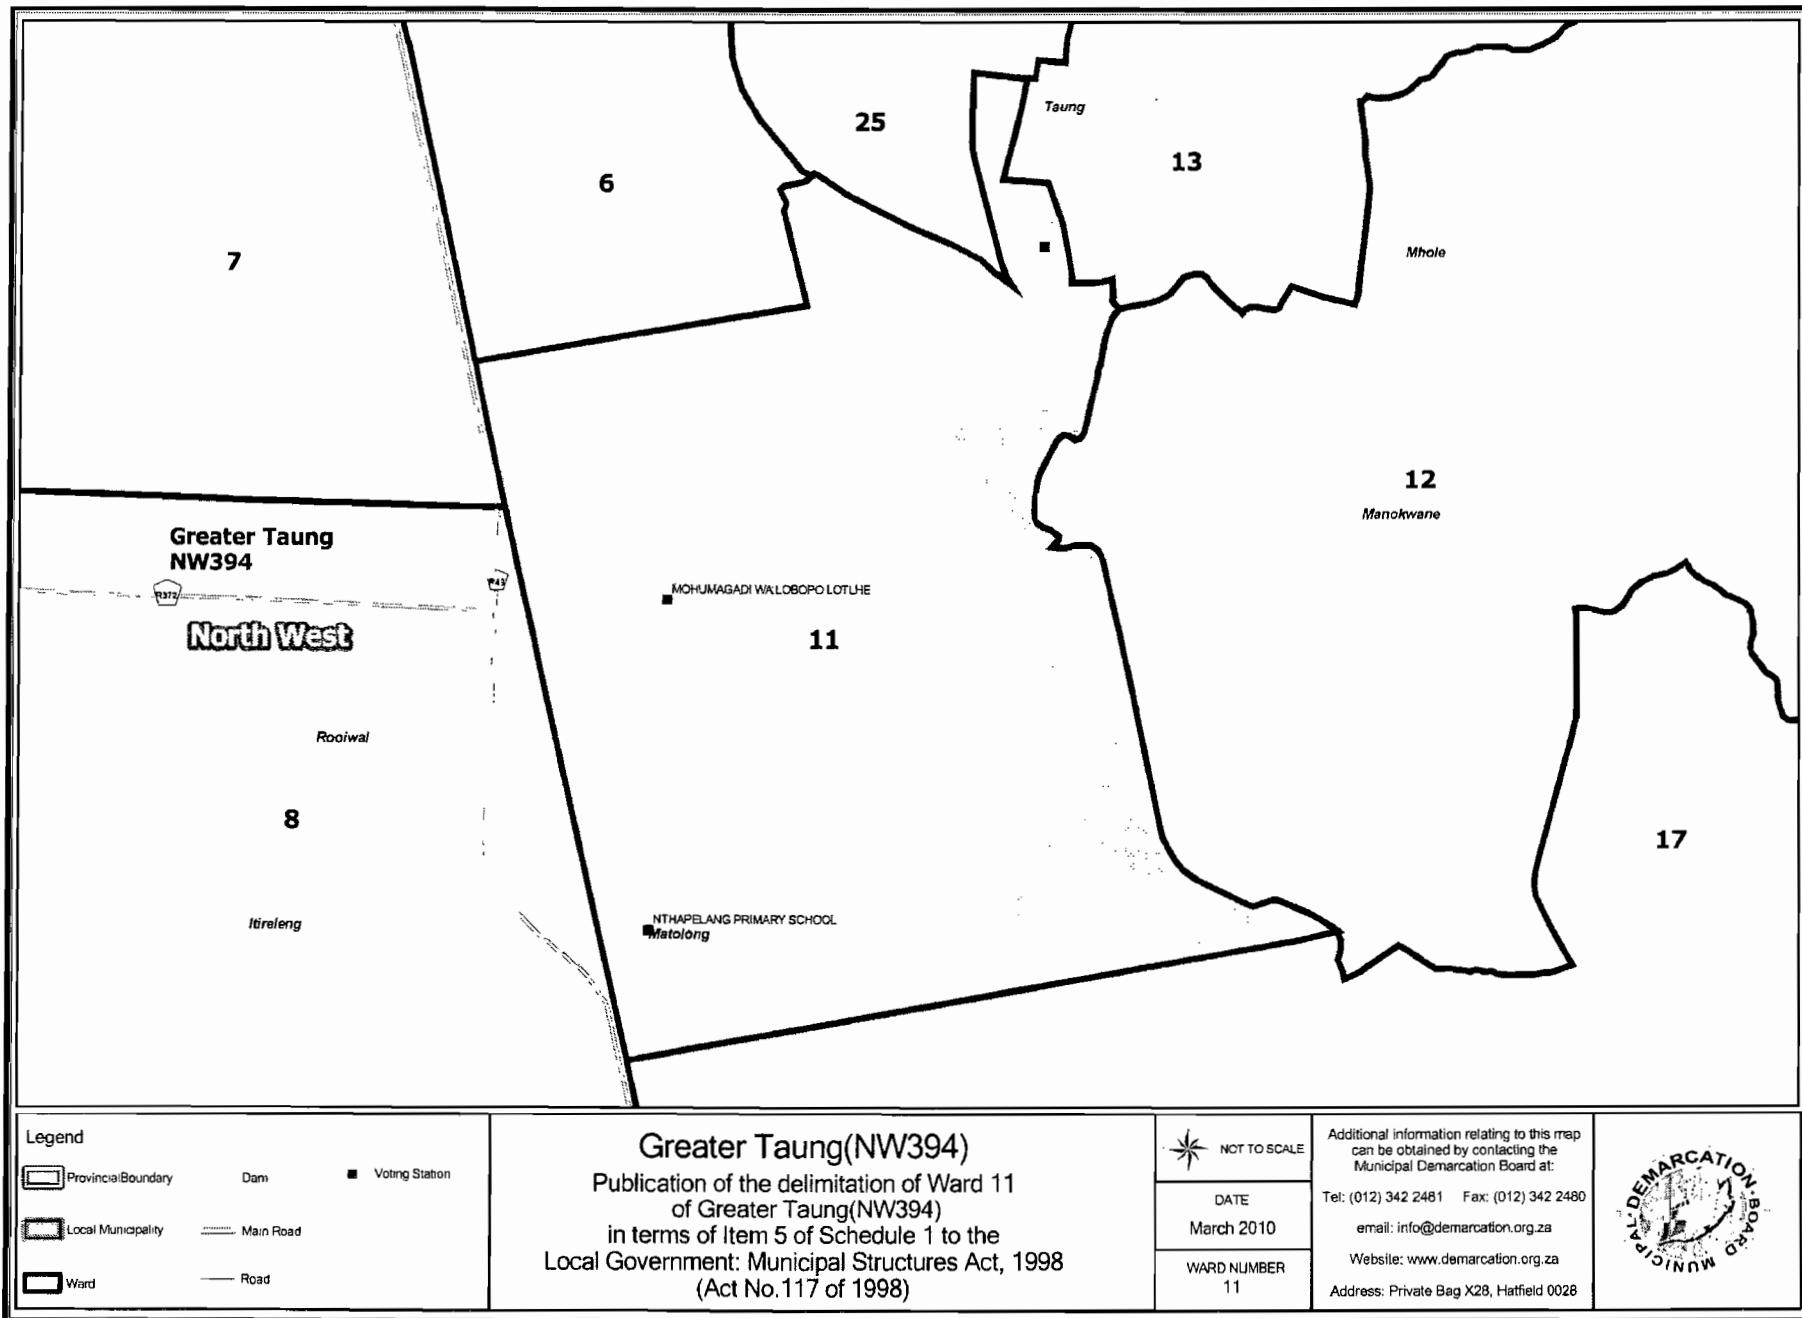 25
Taung
13
6
7
Mhole
12
Manokwane
Greater Taung
NW394
R372
North West
MOHUMAGADI WA LOBOPO LOTLHE
11
Rooiwal
8
17
Itireleng
NTHAPELANG PRIMARY SCHOOL
Matolong
Legend
Provincial Boundary
Dam
Voting Station
Local Municipality
Main Road
Ward
Road
Greater Taung(NW394)
Publication of the delimitation of Ward 11
of Greater Taung(NW394)
in terms of Item 5 of Schedule 1 to the
Local Government: Municipal Structures Act, 1998
(Act No.117 of 1998)
NOT TO SCALE
DATE
March 2010
WARD NUMBER
11
Additional information relating to this map
can be obtained by contacting the
Municipal Demarcation Board at:
Tel: (012) 342 2481 Fax: (012) 342 2480
email: info@demarcation.org.za
Website: www.demarcation.org.za
Address: Private Bag X28, Hatfield 0028
MUNICIPAL DEMARCATION BOARD